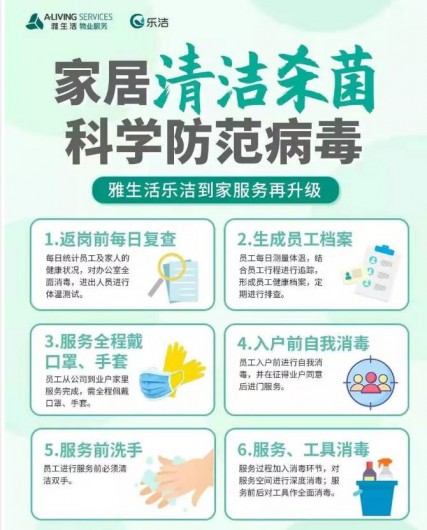 A-LIVING SERVICES
雅生活 物业服务
乐洁
家居清洁杀菌
科学防范病毒
雅生活乐洁到家服务再升级
1.返岗前每日复查
每日统计员工及家人的
健康状况，对办公室全
面消毒，进出人员进行
体温测试。
2.生成员工档案
员工每日测量体温，结
合员工行程进行追踪，
形成员工健康档案，定
期进行排查。
3.服务全程戴
口罩、手套
员工从公司到业户家里
服务完成，需全程佩戴
口罩、手套。
4.入户前自我消毒
员工入户前进行自我消
毒，并在征得业户同意
后进门服务。
5.服务前洗手
员工进行服务前必须清
洁双手。
6.服务、工具消毒
服务过程加入消毒环节，对
服务空间进行深度消毒；服
务前后对工具作全面消毒。